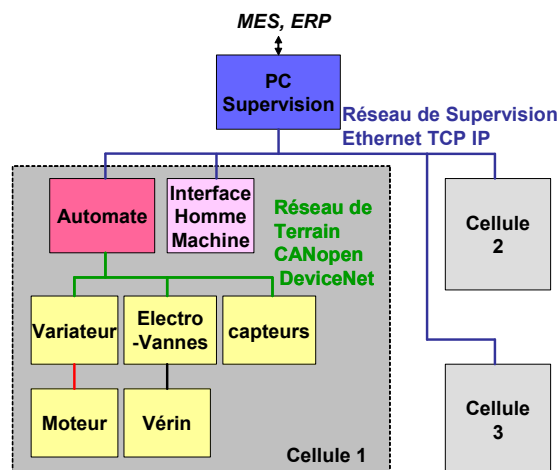 MES, ERP
PC
Supervision
Réseau de Supervision
Ethernet TCP IP
Automate
Interface
Homme
Machine
Réseau de
Terrain
CANopen
DeviceNet
Cellule
2
Variateur
Electro
-Vannes
capteurs
Moteur
Vérin
Cellule
3
Cellule 1